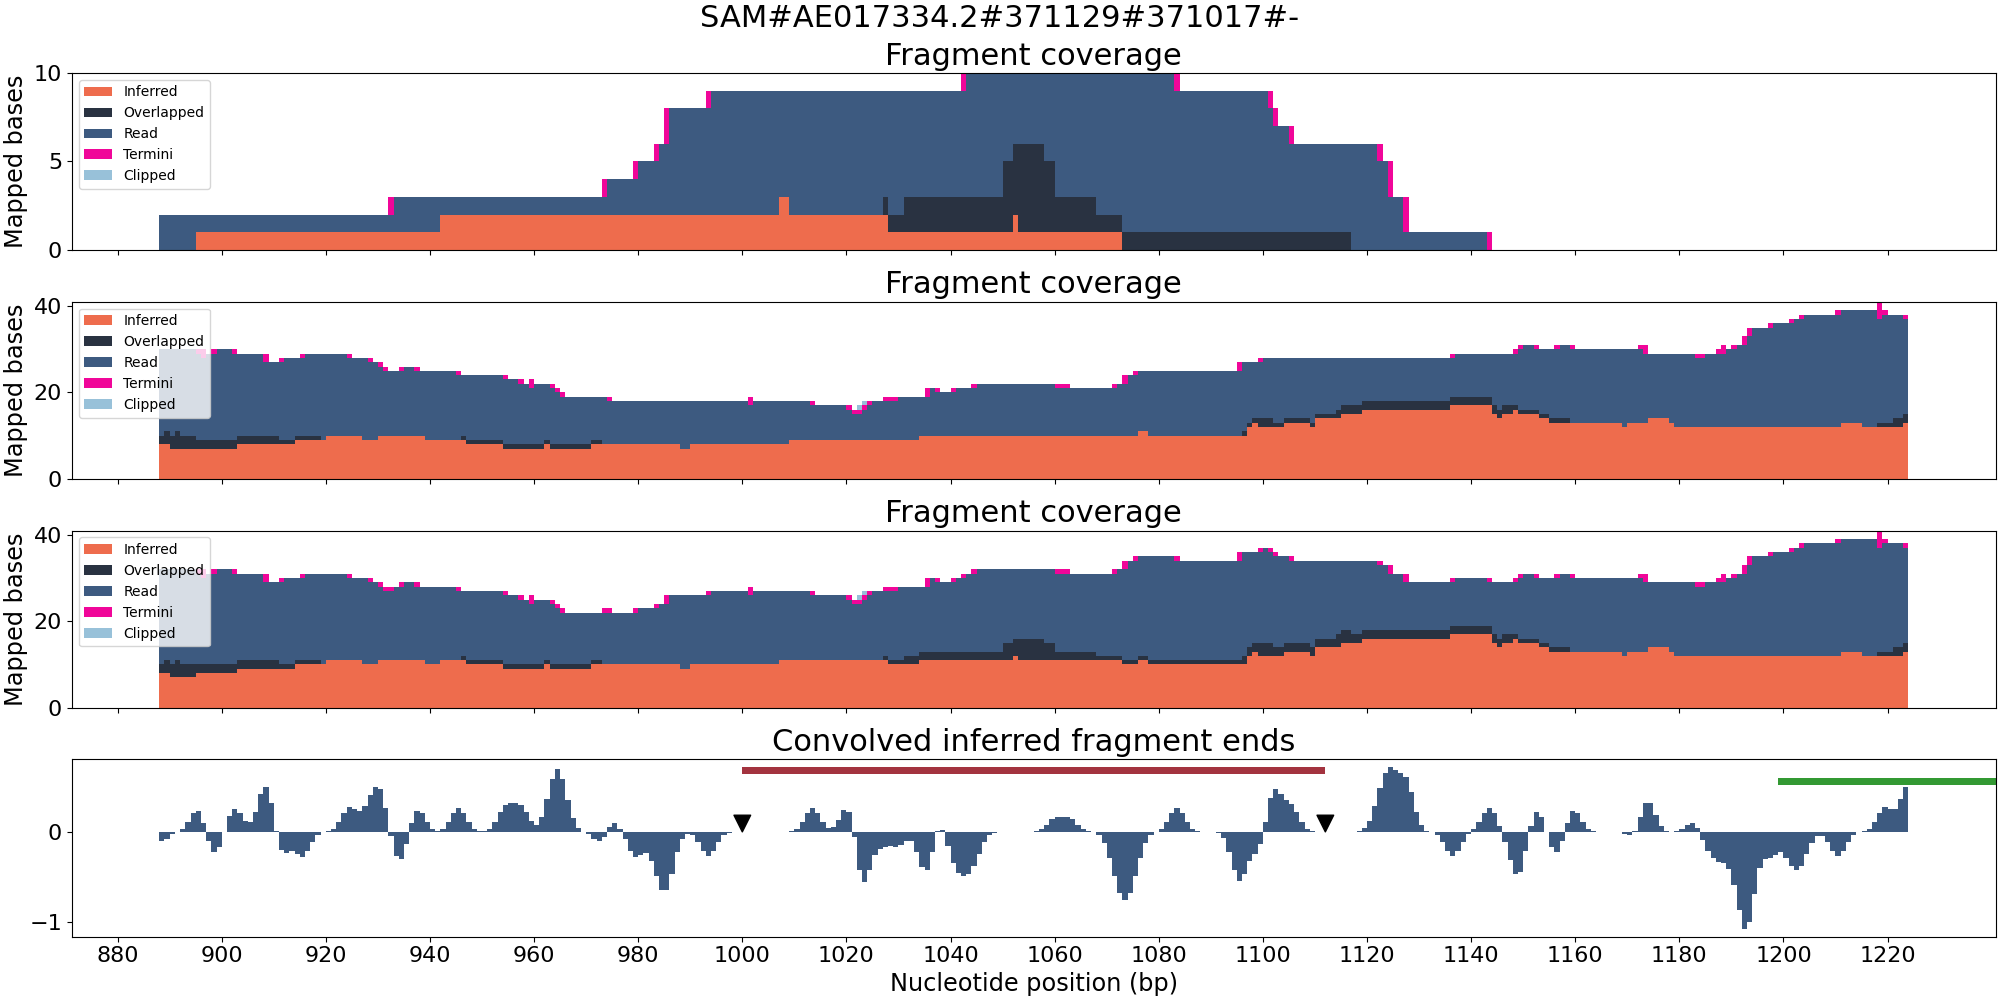 SAM#AE017334.2#371129#371017#-
Fragment coverage
Mapped bases
10
5
0
Inferred
Overlapped
Read
Termini
Clipped
Fragment coverage
Mapped bases
40
20
0
Inferred
Overlapped
Read
Termini
Clipped
Fragment coverage
Mapped bases
40
20
0
Inferred
Overlapped
Read
Termini
Clipped
Convolved inferred fragment ends
0
−1
880 900 920 940 960 980 1000 1020 1040 1060 1080 1100 1120 1140 1160 1180 1200 1220
Nucleotide position (bp)